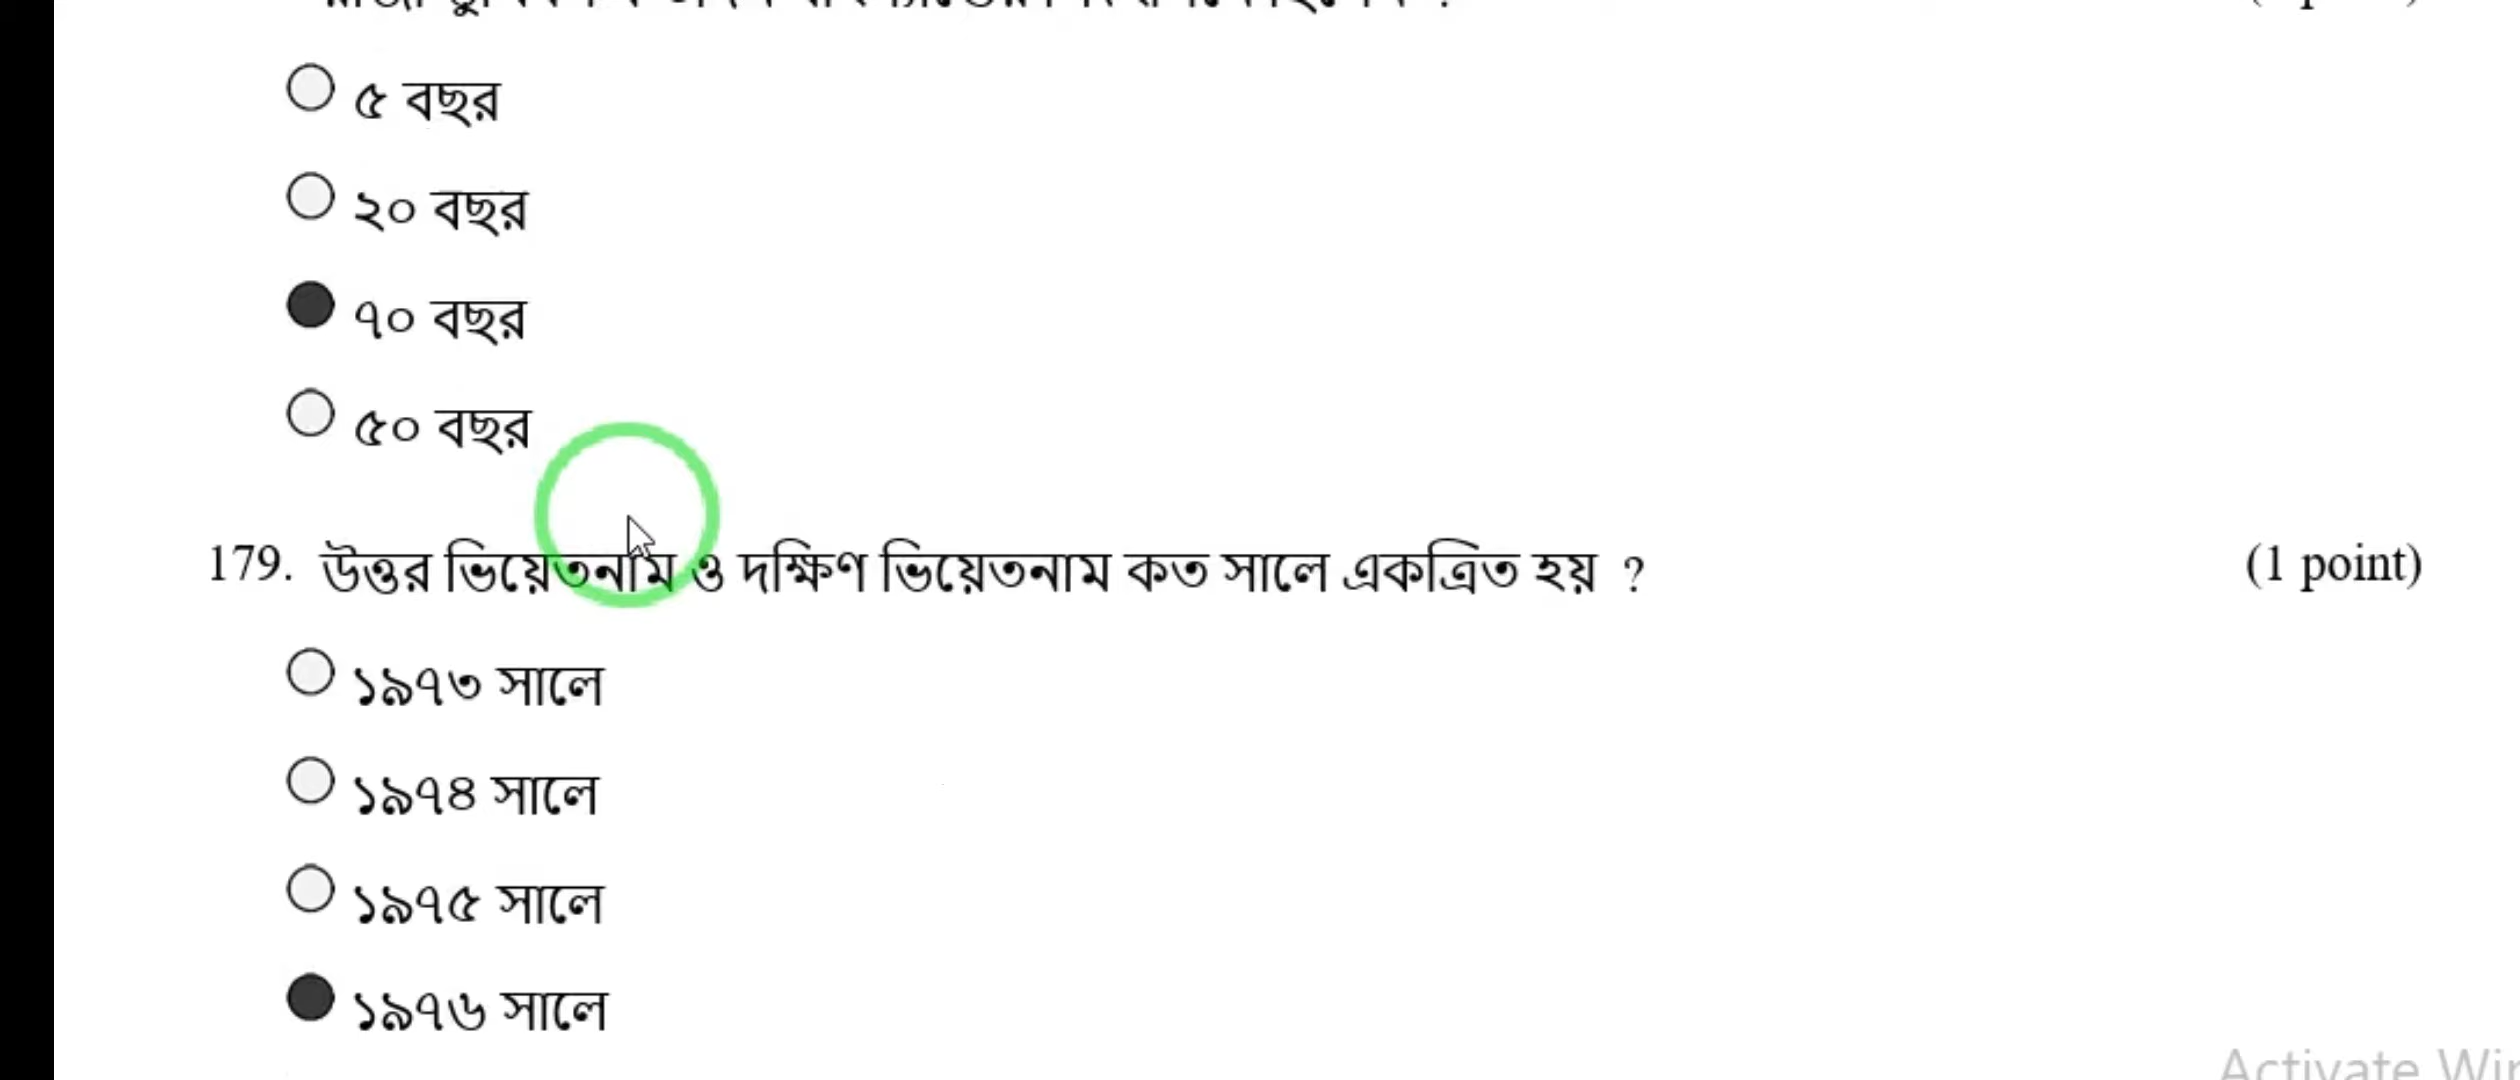 ৫ বছর
২০ বছর
৭০ বছর
৫০ বছর
179. উত্তর ভিয়েতনাম ও দক্ষিণ ভিয়েতনাম কত সালে একত্রিত হয় ? (1 point)
১৯৭৩ সালে
১৯৭৪ সালে
১৯৭৫ সালে
১৯৭৬ সালে
Activate